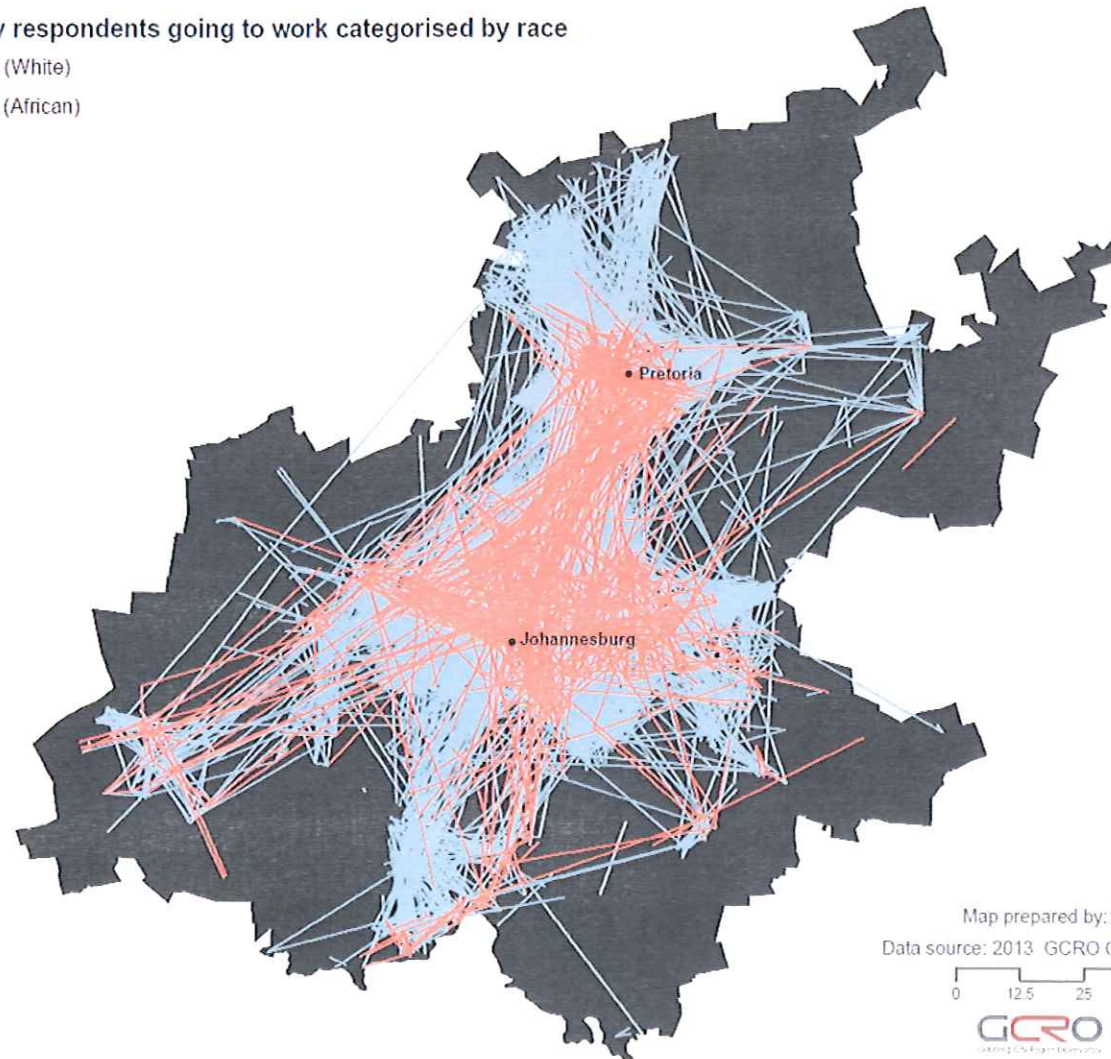 y respondents going to work categorised by race
(White)
(African)
Pretoria
Johannesburg
Map prepared by:
Data source: 2013 GCRO
0 12.5 25
GCRO